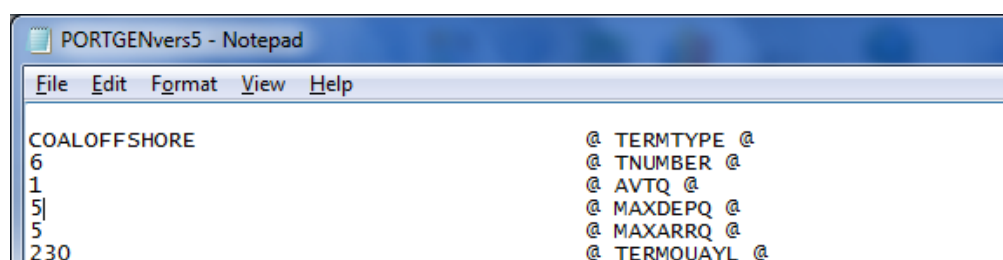 PORTGENvers5 - Notepad
File Edit Format View Help
COALOFFSHORE @ TERMTYPE @
6 @ TNUMBER @
1 @ AVTQ @
5 @ MAXDEPQ @
5 @ MAXARRQ @
230 @ TERMQUAYL @